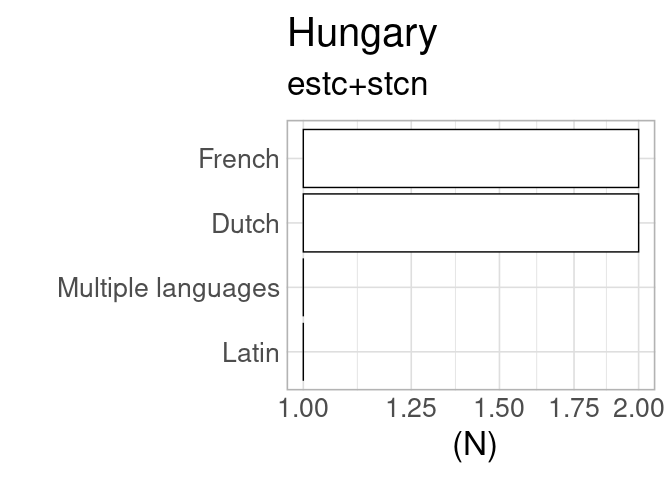 Hungary
estc+stcn
French
Dutch
Multiple languages
Latin
1.00 1.25 1.50 1.75 2.00
(N)